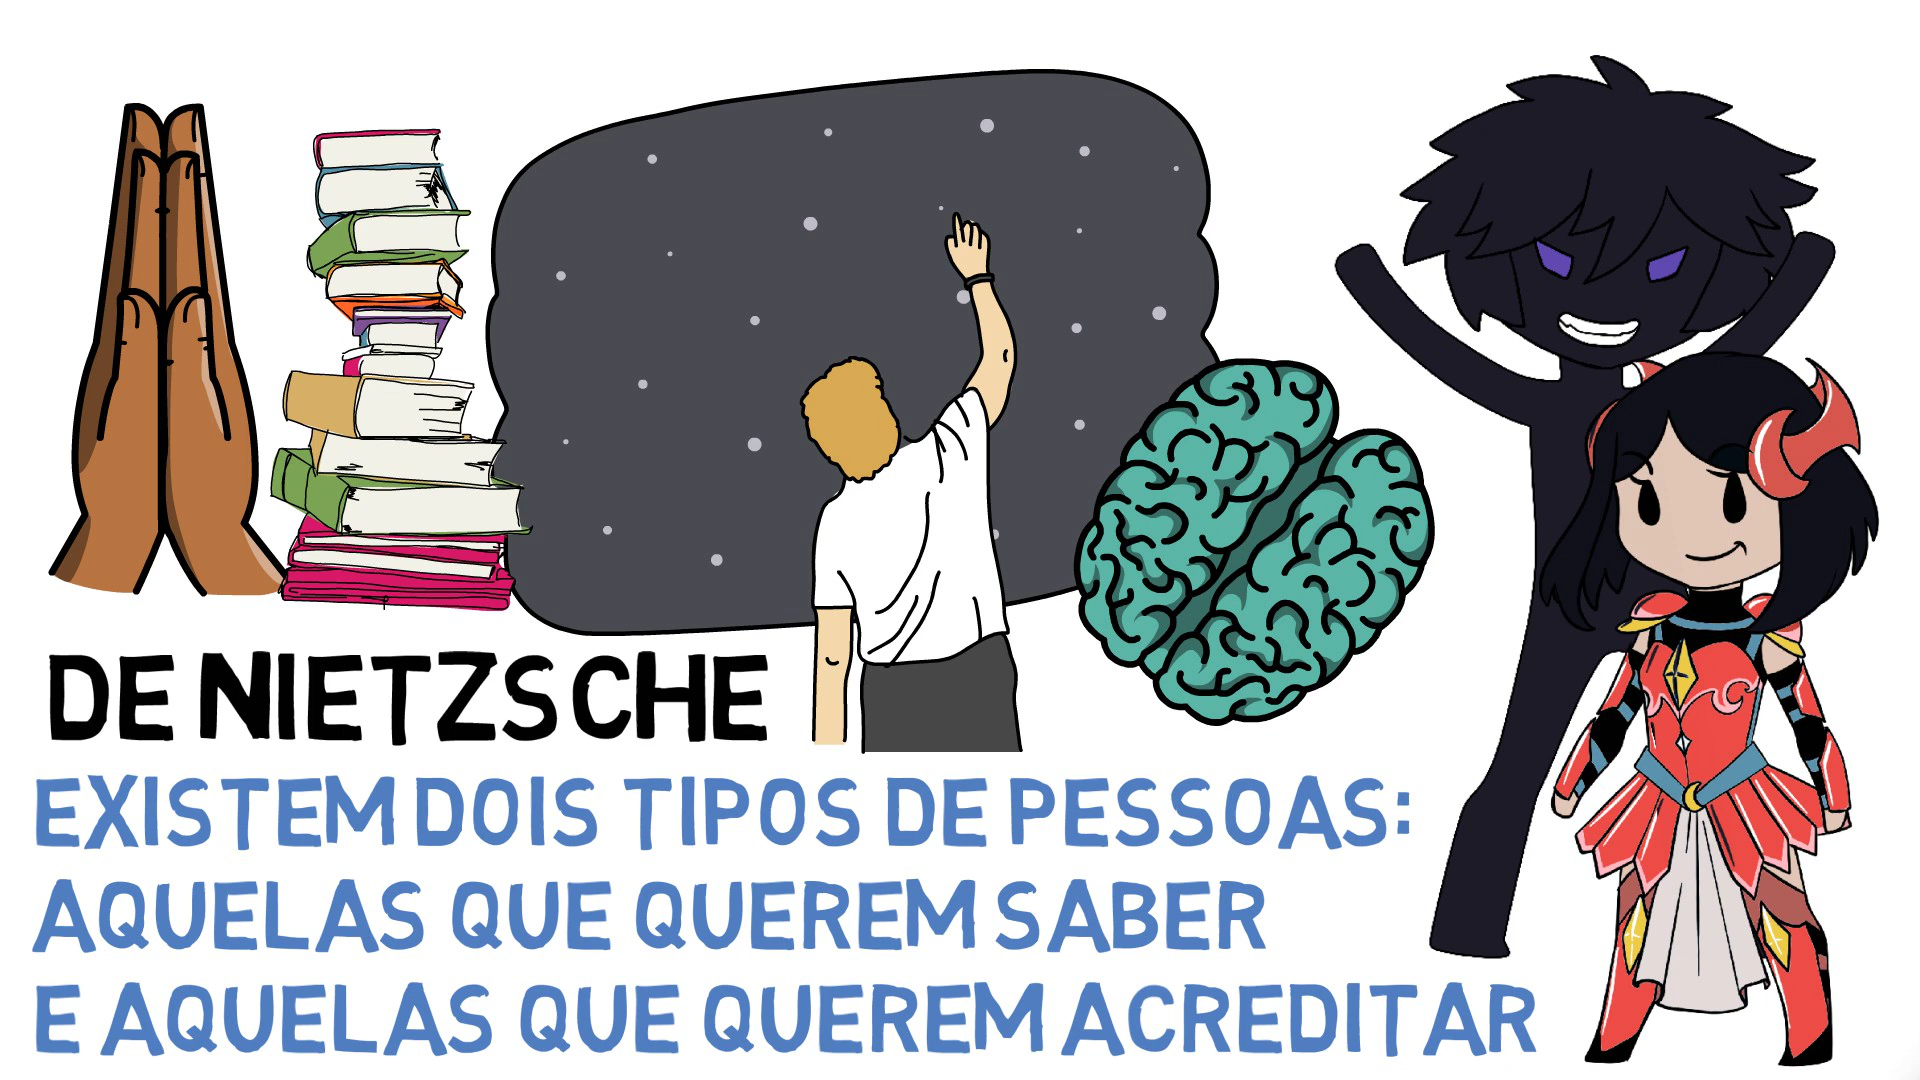 DE NIETZSCHE
EXISTEM DOIS TIPOS DE PESSOAS:
AQUELAS QUE QUEREM SABER
E AQUELAS QUE QUEREM ACREDITAR